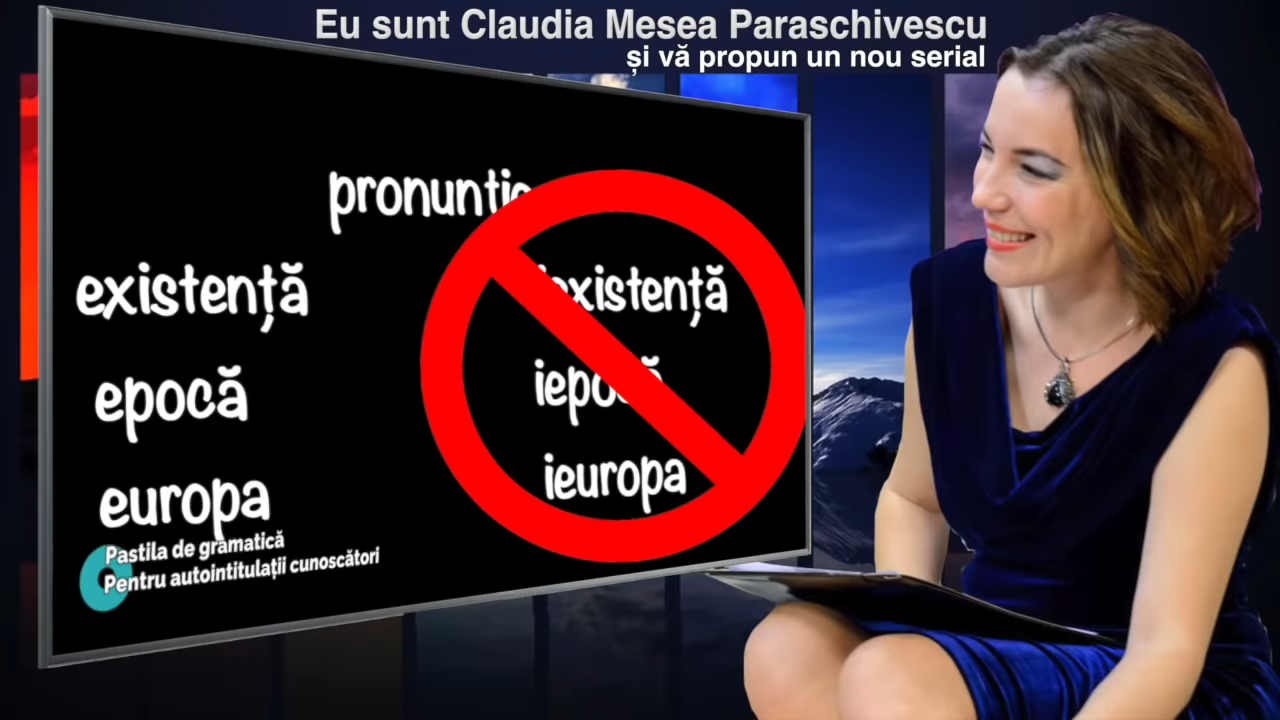 Eu sunt Claudia Mesea Paraschivescu
și vă propun un nou serial
existență
epocă
europa
ieuropa
Pastila de gramatică
Pentru autointitulații cunoscători